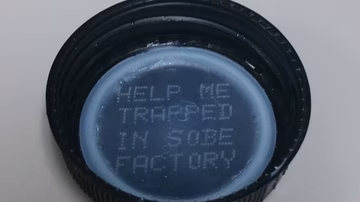 HELP ME
TRAPPED
IN SOBE
FACTORY